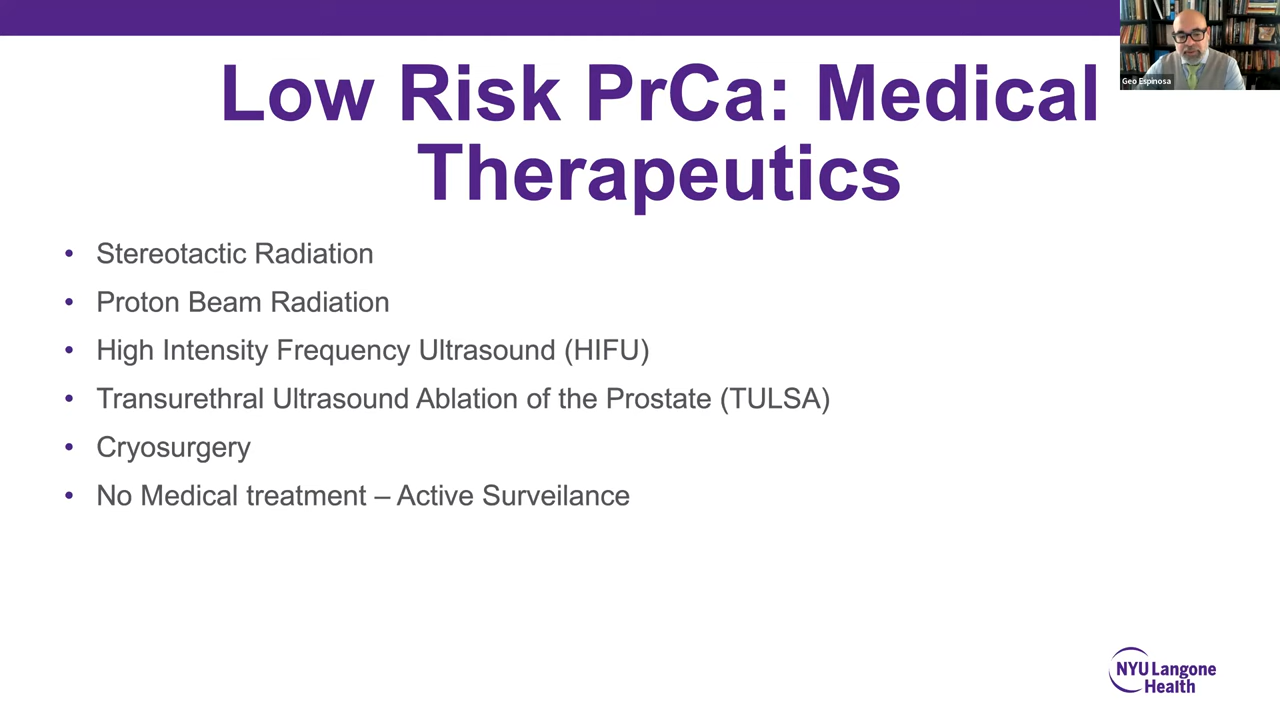 Low Risk PrCa: Medical
Therapeutics
Geo Espinosa
• Stereotactic Radiation
• Proton Beam Radiation
• High Intensity Frequency Ultrasound (HIFU)
• Transurethral Ultrasound Ablation of the Prostate (TULSA)
• Cryosurgery
• No Medical treatment – Active Surveilance
NYU Langone
Health